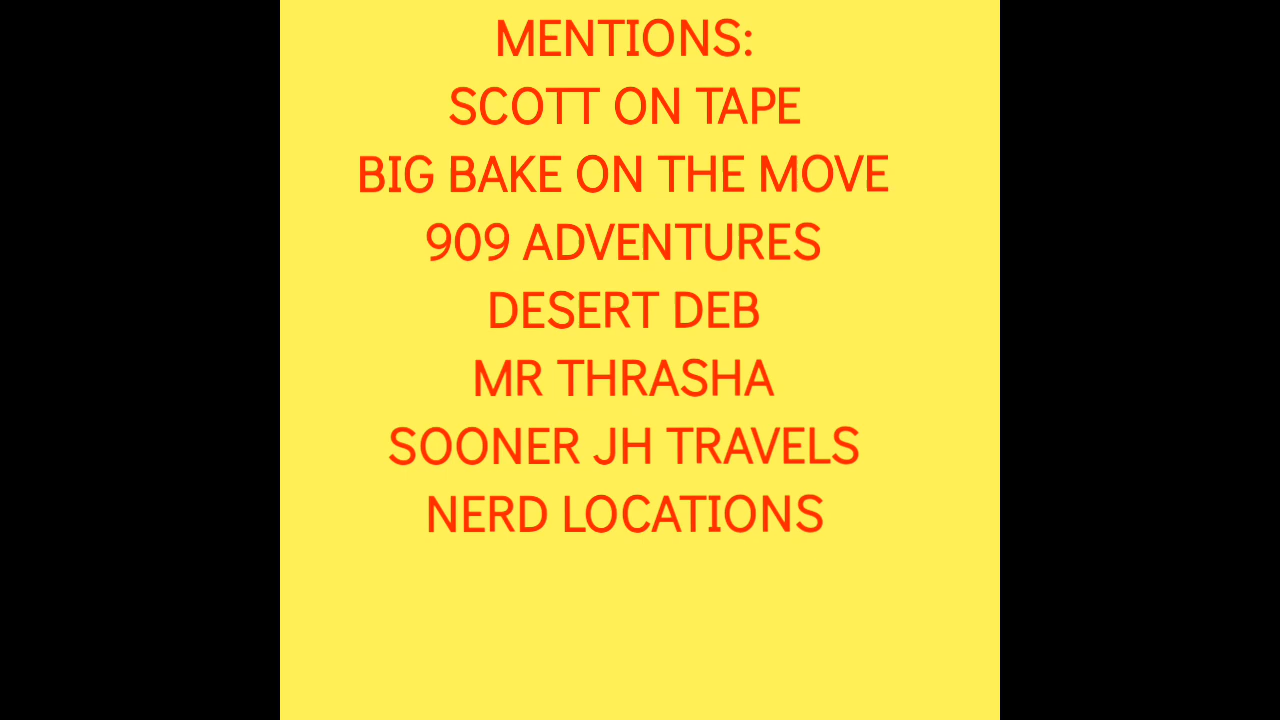 MENTIONS:
SCOTT ON TAPE
BIG BAKE ON THE MOVE
909 ADVENTURES
DESERT DEB
MR THRASHA
SOONER JH TRAVELS
NERD LOCATIONS